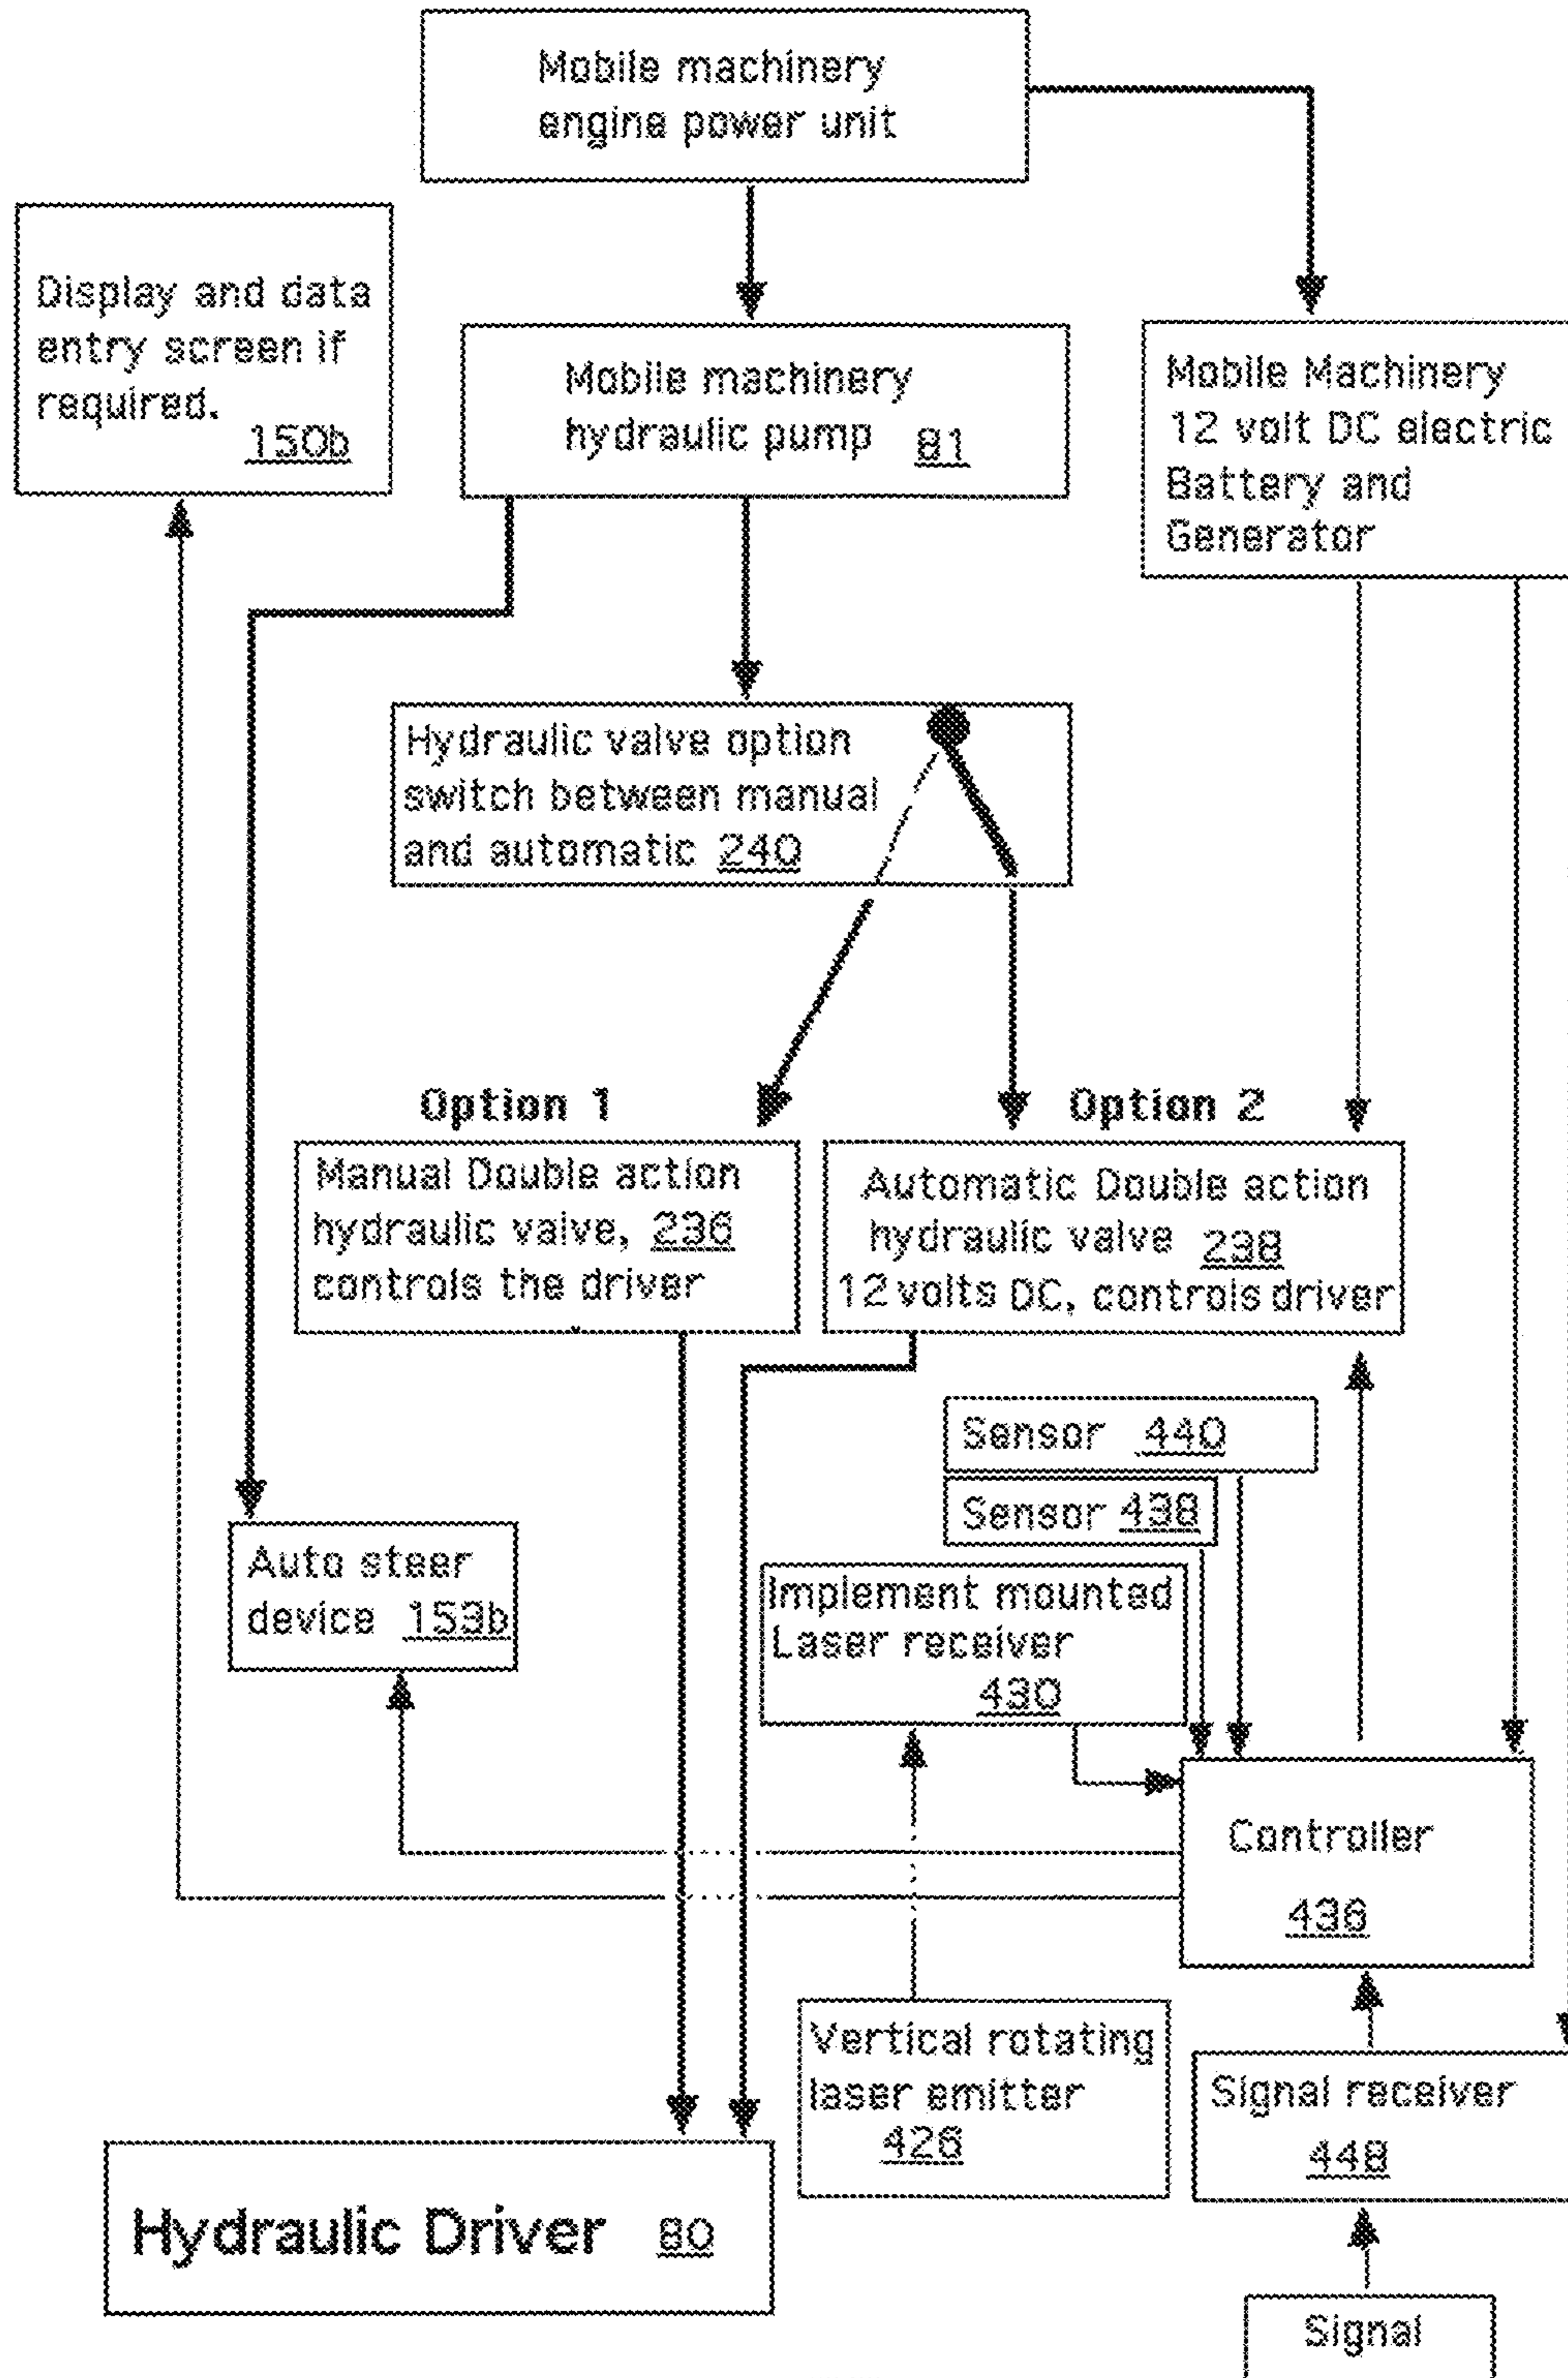 Mobile machinery
engine power unit
Display and data
entry screen if
required.
150b
Mobile machinery
hydraulic pump 81
Mobile Machinery
12 volt DC electric
Battery and
Generator
Hydraulic valve option
switch between manual
and automatic 240
Option 1
Option 2
Manual Double action
hydraulic valve, 236
controls the driver
Automatic Double action
hydraulic valve 238
12 volts DC, controls driver
Sensor 440
Sensor 438
Auto steer
device 153b
Implement mounted
Laser receiver
430
Controller
436
Vertical rotating
laser emitter
426
Signal receiver
448
Hydraulic Driver 80
Signal